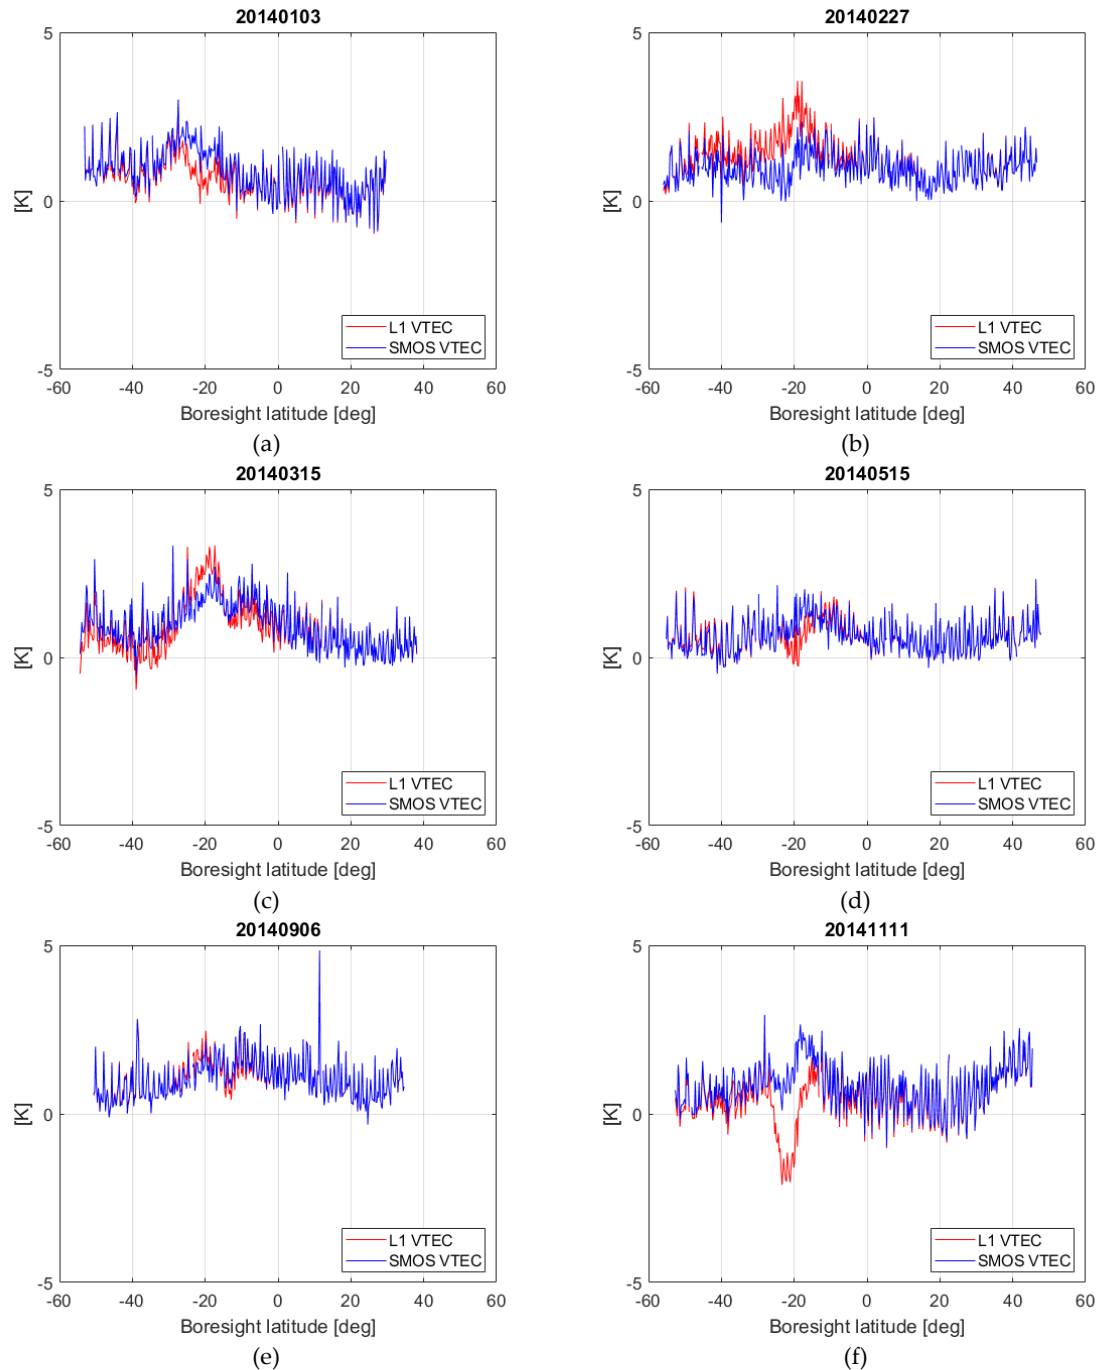 20140103
5
0
-5
[K]
L1 VTEC
SMOS VTEC
-60 -40 -20 0 20 40 60
Boresight latitude [deg]
(a)
20140227
5
0
-5
[K]
L1 VTEC
SMOS VTEC
-60 -40 -20 0 20 40 60
Boresight latitude [deg]
(b)
20140315
5
0
-5
[K]
L1 VTEC
SMOS VTEC
-60 -40 -20 0 20 40 60
Boresight latitude [deg]
(c)
20140515
5
0
-5
[K]
L1 VTEC
SMOS VTEC
-60 -40 -20 0 20 40 60
Boresight latitude [deg]
(d)
20140906
5
0
-5
[K]
L1 VTEC
SMOS VTEC
-60 -40 -20 0 20 40 60
Boresight latitude [deg]
(e)
20141111
5
0
-5
[K]
L1 VTEC
SMOS VTEC
-60 -40 -20 0 20 40 60
Boresight latitude [deg]
(f)